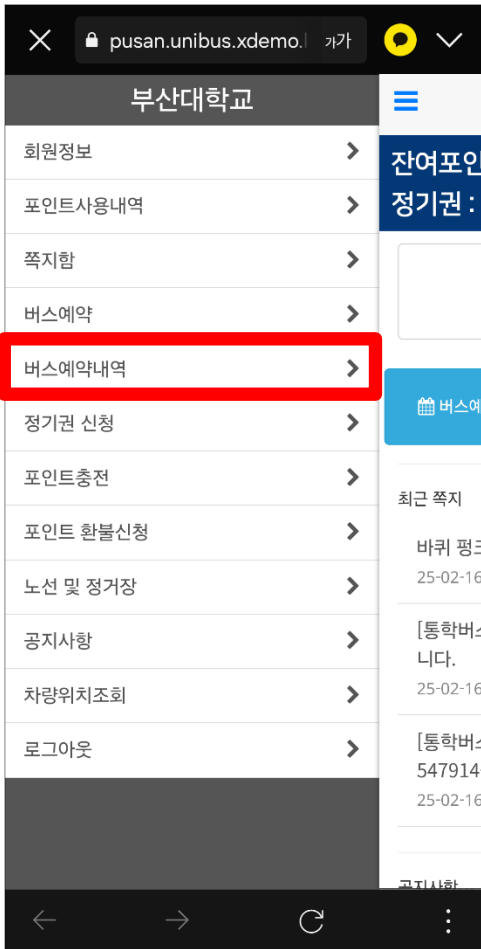 pusan.unibus.xdemo. 가가
부산대학교
회원정보
포인트사용내역
쪽지함
버스예약
버스예약내역
정기권 신청
포인트충전
포인트 환불신청
노선 및 정거장
공지사항
차량위치조회
로그아웃
잔여포인
정기권 :
버스예
최근 쪽지
바퀴 펑
25-02-16
[통학버
니다.
25-02-16
[통학버
547914
25-02-16
공지사항